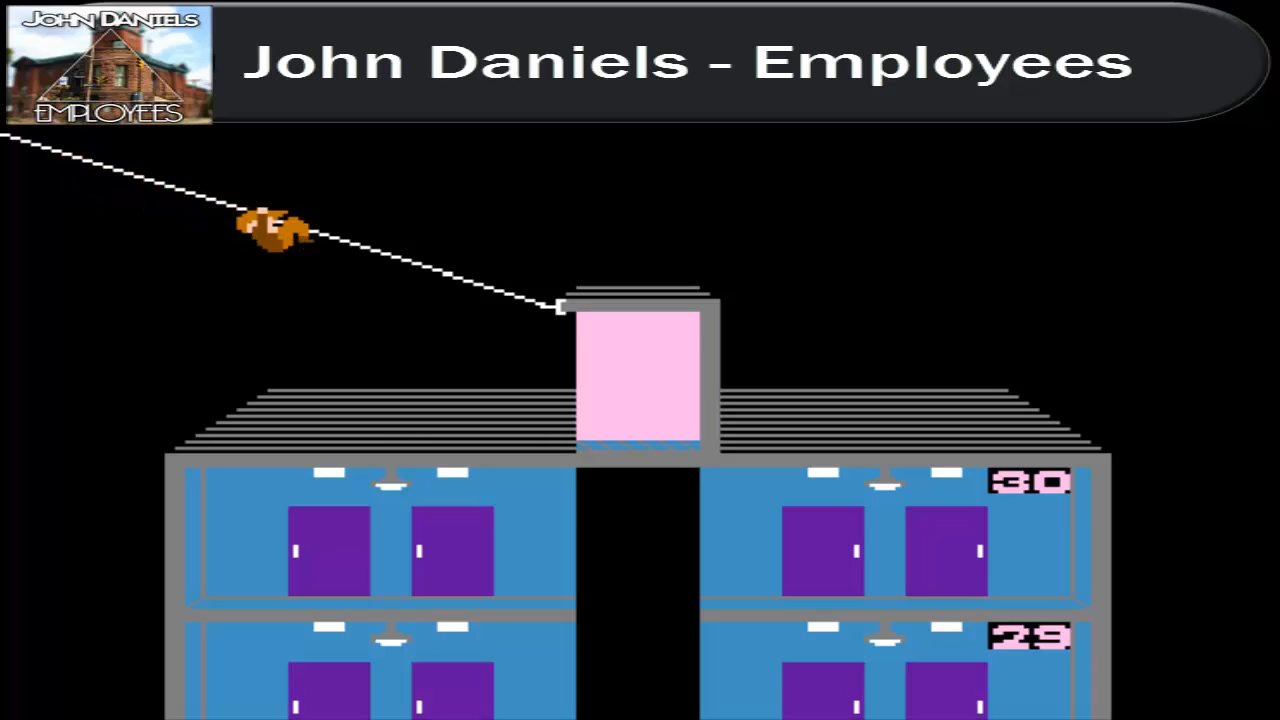 JOHN DANIELS
EMPLOYEES
John Daniels - Employees
30
29